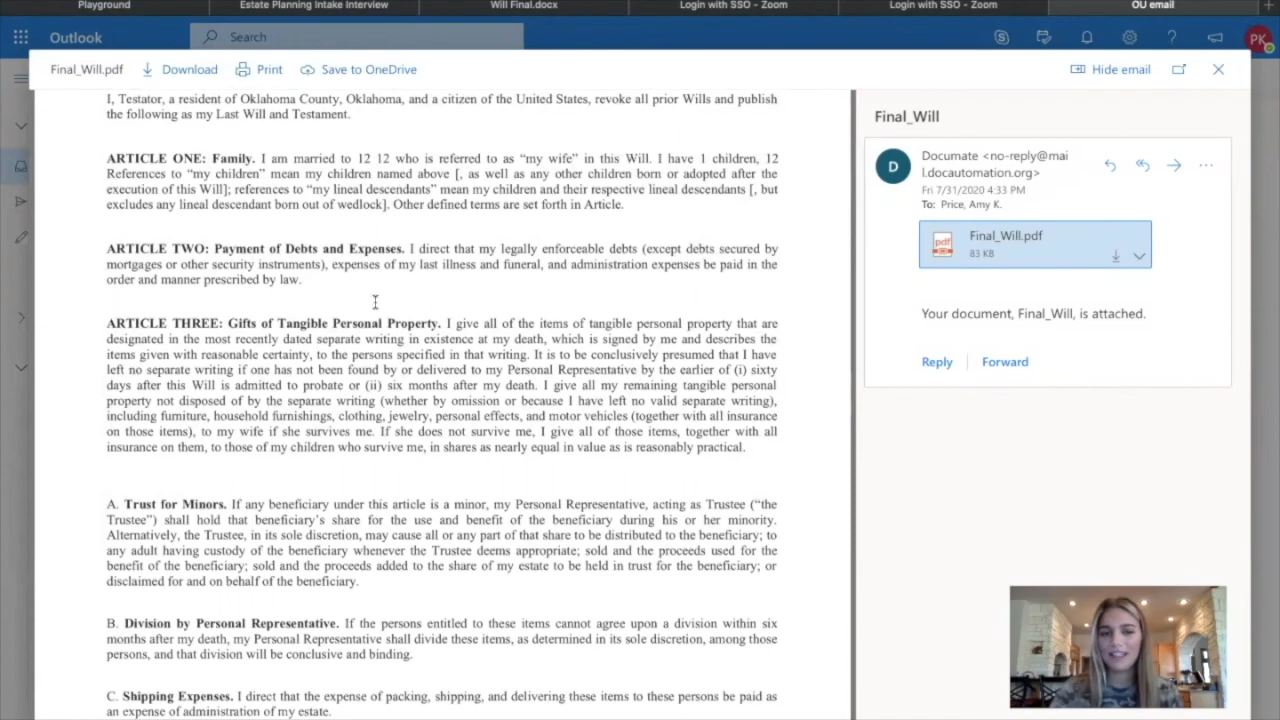 Playground
Estate Planning Intake Interview
Will Final.docx
Login with SSO - Zoom
Login with SSO - Zoom
OU email
Outlook
Search
PK
Final_Will.pdf
Download
Print
Save to OneDrive
Hide email
I, Testator, a resident of Oklahoma County, Oklahoma, and a citizen of the United States, revoke all prior Wills and publish
the following as my Last Will and Testament.
ARTICLE ONE: Family. I am married to 12 12 who is referred to as “my wife” in this Will. I have 1 children, 12
References to “my children” mean my children named above [, as well as any other children born or adopted after the
execution of this Will]; references to “my lineal descendants” mean my children and their respective lineal descendants [, but
excludes any lineal descendant born out of wedlock]. Other defined terms are set forth in Article.
ARTICLE TWO: Payment of Debts and Expenses. I direct that my legally enforceable debts (except debts secured by
mortgages or other security instruments), expenses of my last illness and funeral, and administration expenses be paid in the
order and manner prescribed by law.
ARTICLE THREE: Gifts of Tangible Personal Property. I give all of the items of tangible personal property that are
designated in the most recently dated separate writing in existence at my death, which is signed by me and describes the
items given with reasonable certainty, to the persons specified in that writing. It is to be conclusively presumed that I have
left no separate writing if one has not been found by or delivered to my Personal Representative by the earlier of (i) sixty
days after this Will is admitted to probate or (ii) six months after my death. I give all my remaining tangible personal
property not disposed of by the separate writing (whether by omission or because I have left no valid separate writing),
including furniture, household furnishings, clothing, jewelry, personal effects, and motor vehicles (together with all insurance
on those items), to my wife if she survives me. If she does not survive me, I give all of those items, together with all
insurance on them, to those of my children who survive me, in shares as nearly equal in value as is reasonably practical.
A. Trust for Minors. If any beneficiary under this article is a minor, my Personal Representative, acting as Trustee (“the
Trustee”) shall hold that beneficiary’s share for the use and benefit of the beneficiary during his or her minority.
Alternatively, the Trustee, in its sole discretion, may cause all or any part of that share to be distributed to the beneficiary; to
any adult having custody of the beneficiary whenever the Trustee deems appropriate; sold and the proceeds used for the
benefit of the beneficiary; sold and the proceeds added to the share of my estate to be held in trust for the beneficiary; or
disclaimed for and on behalf of the beneficiary.
B. Division by Personal Representative. If the persons entitled to these items cannot agree upon a division within six
months after my death, my Personal Representative shall divide these items, as determined in its sole discretion, among those
persons, and that division will be conclusive and binding.
C. Shipping Expenses. I direct that the expense of packing, shipping, and delivering these items to these persons be paid as
an expense of administration of my estate.
Final_Will
D
Documate <no-reply@mai
l.docautomation.org>
Fri 7/31/2020 4:33 PM
To: Price, Amy K.
pdf
Final_Will.pdf
83 KB
Your document, Final_Will, is attached.
Reply
Forward